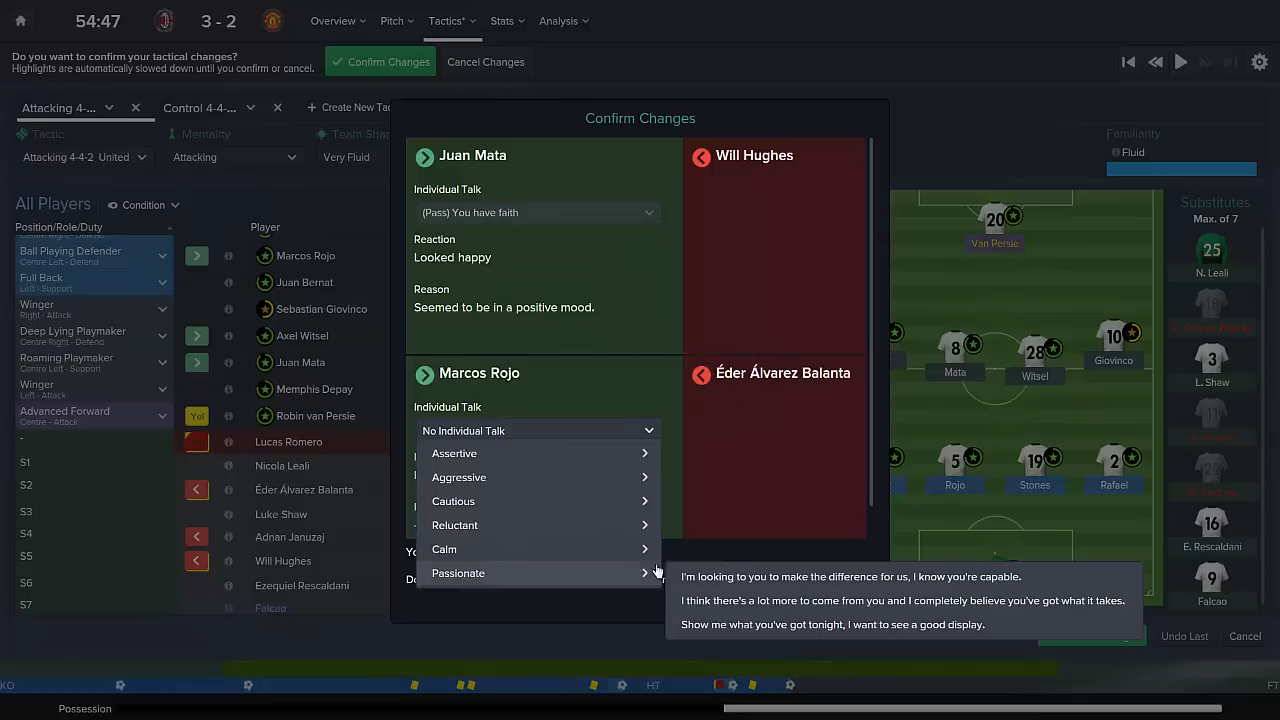 54:47
3 - 2
Overview
Pitch
Tactics*
Stats
Analysis
Do you want to confirm your tactical changes?
Highlights are automatically slowed down until you confirm or cancel.
Confirm Changes
Cancel Changes
Attacking 4-...
Control 4-4-...
+ Create New Tac
Tactic
Mentality
Team Shap
Attacking 4-4-2 United
Attacking
Very Fluid
Familiarity
Fluid
All Players
Condition
Position/Role/Duty
Player
Ball Playing Defender
Centre Left - Defend
Marcos Rojo
Full Back
Left - Support
Juan Bernat
Winger
Right - Attack
Sebastian Giovinco
Deep Lying Playmaker
Centre Right - Defend
Axel Witsel
Roaming Playmaker
Centre Left - Support
Juan Mata
Winger
Left - Attack
Memphis Depay
Advanced Forward
Centre - Attack
Yel
Robin van Persie
-
Lucas Romero
S1
Nicola Leali
S2
Éder Álvarez Balanta
S3
Luke Shaw
S4
Adnan Januzaj
S5
Will Hughes
S6
Ezequiel Rescaldani
S7
Falcao
Confirm Changes
Juan Mata
Will Hughes
Individual Talk
(Pass) You have faith
Reaction
Looked happy
Reason
Seemed to be in a positive mood.
Marcos Rojo
Éder Álvarez Balanta
Individual Talk
No Individual Talk
Assertive
Aggressive
Cautious
Reluctant
Calm
Passionate
Yo
Do
I'm looking to you to make the difference for us, I know you're capable.
I think there's a lot more to come from you and I completely believe you've got what it takes.
Show me what you've got tonight, I want to see a good display.
20
Van Persie
8
Mata
28
Witsel
10
Giovinco
5
Rojo
19
Stones
2
Rafael
Substitutes
Max. of 7
25
N. Leali
18
3
L. Shaw
11
22
16
E. Rescaldani
9
Falcao
Undo Last
Cancel
KO
HT
FT
Possession